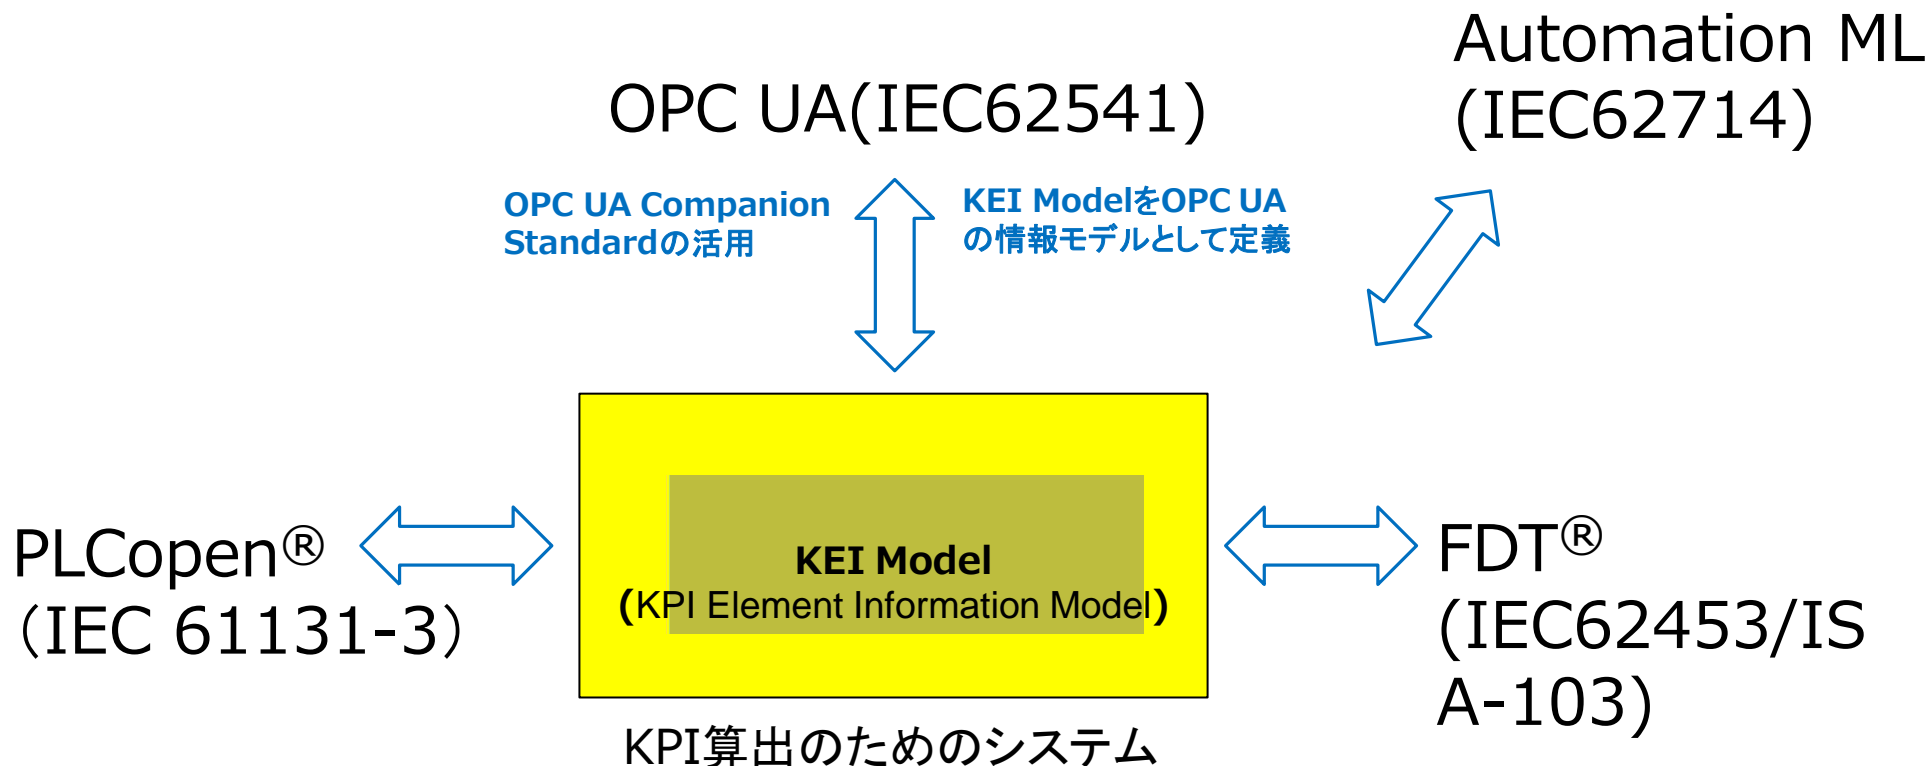 Automation ML
(IEC62714)
OPC UA(IEC62541)
OPC UA Companion
Standardの活用
KEI ModelをOPC UA
の情報モデルとして定義
PLCopen®
（IEC 61131-3）
KEI Model
(KPI Element Information Model)
FDT®
(IEC62453/IS
A-103)
KPI算出のためのシステム